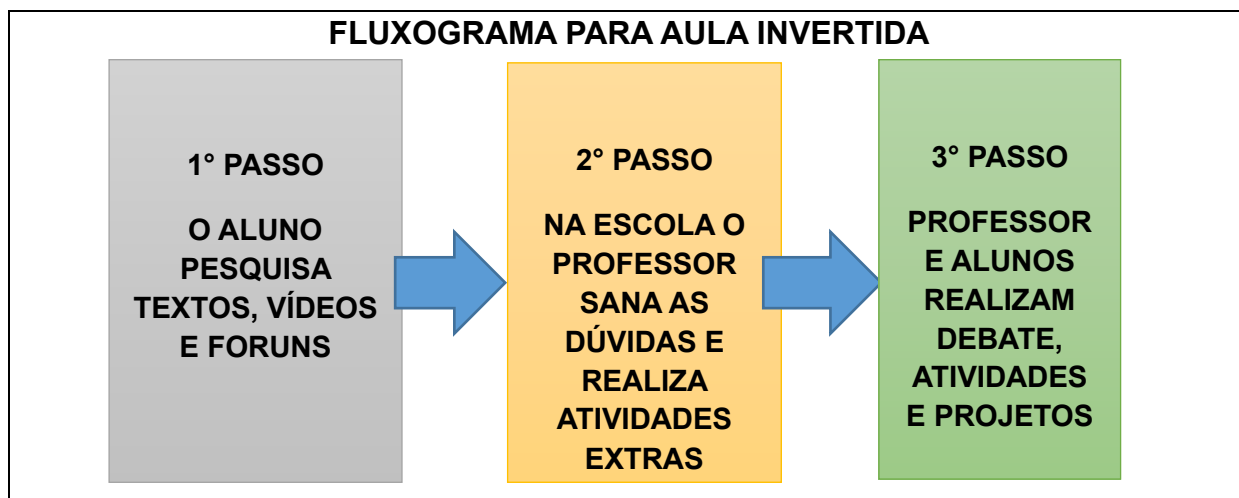 FLUXOGRAMA PARA AULA INVERTIDA
1° PASSO
O ALUNO
PESQUISA
TEXTOS, VÍDEOS
E FORUNS
2° PASSO
NA ESCOLA O
PROFESSOR
SANA AS
DÚVIDAS E
REALIZA
ATIVIDADES
EXTRAS
3° PASSO
PROFESSOR
E ALUNOS
REALIZAM
DEBATE,
ATIVIDADES
E PROJETOS